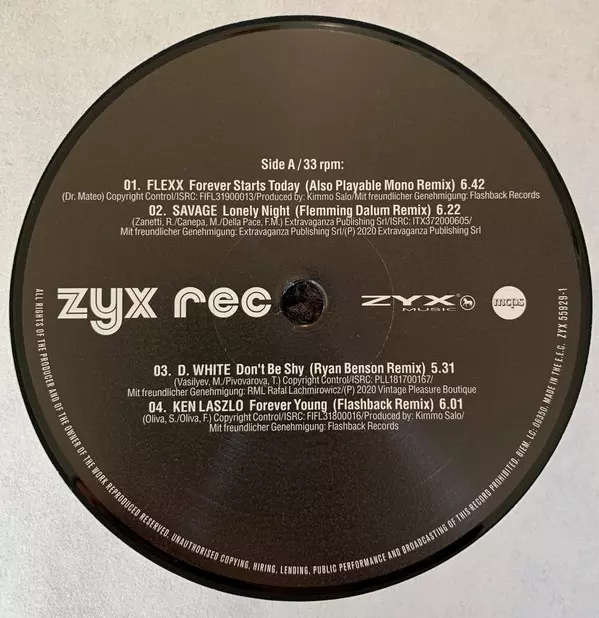 Side A / 33 rpm:
01. FLEXX Forever Starts Today (Also Playable Mono Remix) 6.42
(Dr. Mateo) Copyright Control/ISRC: FIFL31900013/Produced by: Kimmo Salo/Mit freundlicher Genehmigung: Flashback Records
02. SAVAGE Lonely Night (Flemming Dalum Remix) 6.22
(Zanetti, R./Canepa, M./Della Pace, F.M.) Extravaganza Publishing Srl/ISRC: ITX372000605/
Mit freundlicher Genehmigung: Extravaganza Publishing Srl/(P) 2020 Extravaganza Publishing Srl
zyx rec
ZYX MUSIC
mcps
03. D. WHITE Don't Be Shy (Ryan Benson Remix) 5.31
(Vasilyev, M./Pivovarova, T.) Copyright Control/ISRC: PLL181700167/
Mit freundlicher Genehmigung: RML Rafal Lachmirowicz/(P) 2020 Vintage Pleasure Boutique
04. KEN LASZLO Forever Young (Flashback Remix) 6.01
(Oliva, S./Oliva, F.) Copyright Control/ISRC: FIFL31800016/Produced by: Kimmo Salo/
Mit freundlicher Genehmigung: Flashback Records
ALL RIGHTS OF THE PRODUCER AND OF THE OWNER OF THE WORK REPRODUCED RESERVED. UNAUTHORISED COPYING, HIRING, LENDING, PUBLIC PERFORMANCE AND BROADCASTING OF THIS RECORD PROHIBITED. BIEM. LC: 00350. MADE IN THE E.E.C. ZYX 55929-1